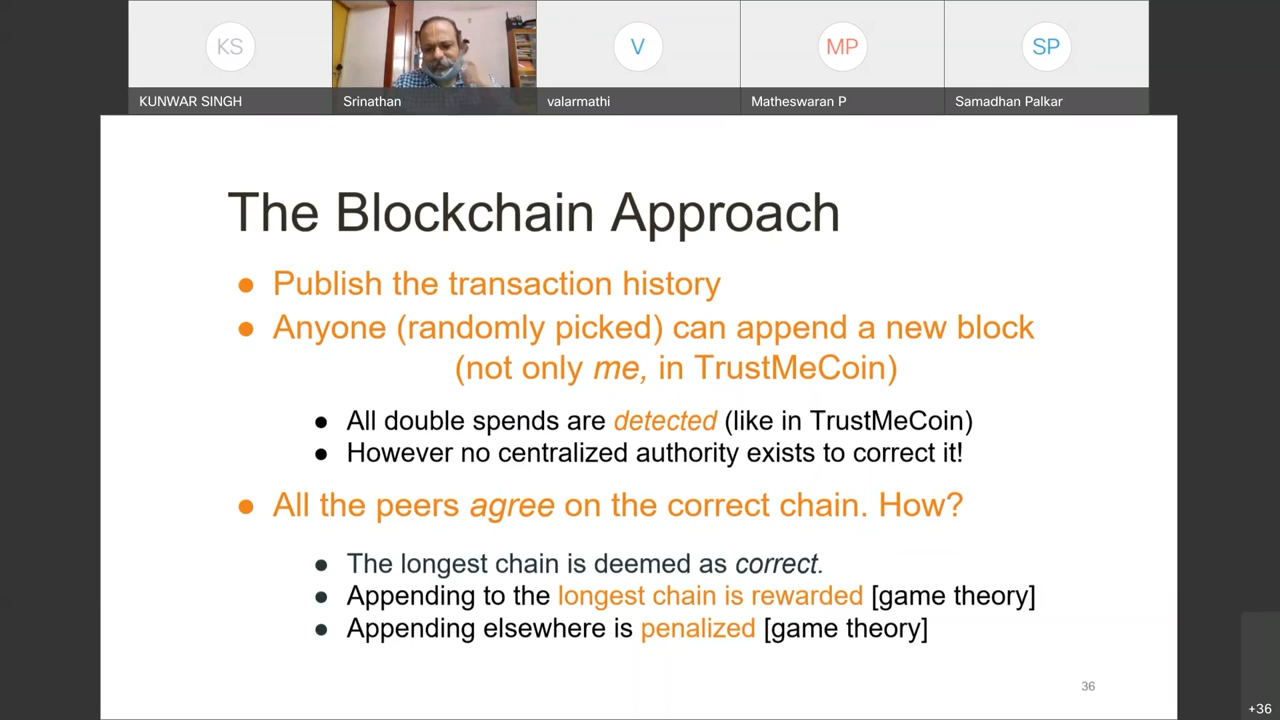 KS
V
MP
SP
KUNWAR SINGH
Srinathan
valarmathi
Matheswaran P
Samadhan Palkar
The Blockchain Approach
● Publish the transaction history
● Anyone (randomly picked) can append a new block
(not only me, in TrustMeCoin)
● All double spends are detected (like in TrustMeCoin)
● However no centralized authority exists to correct it!
● All the peers agree on the correct chain. How?
● The longest chain is deemed as correct.
● Appending to the longest chain is rewarded [game theory]
● Appending elsewhere is penalized [game theory]
36
+36